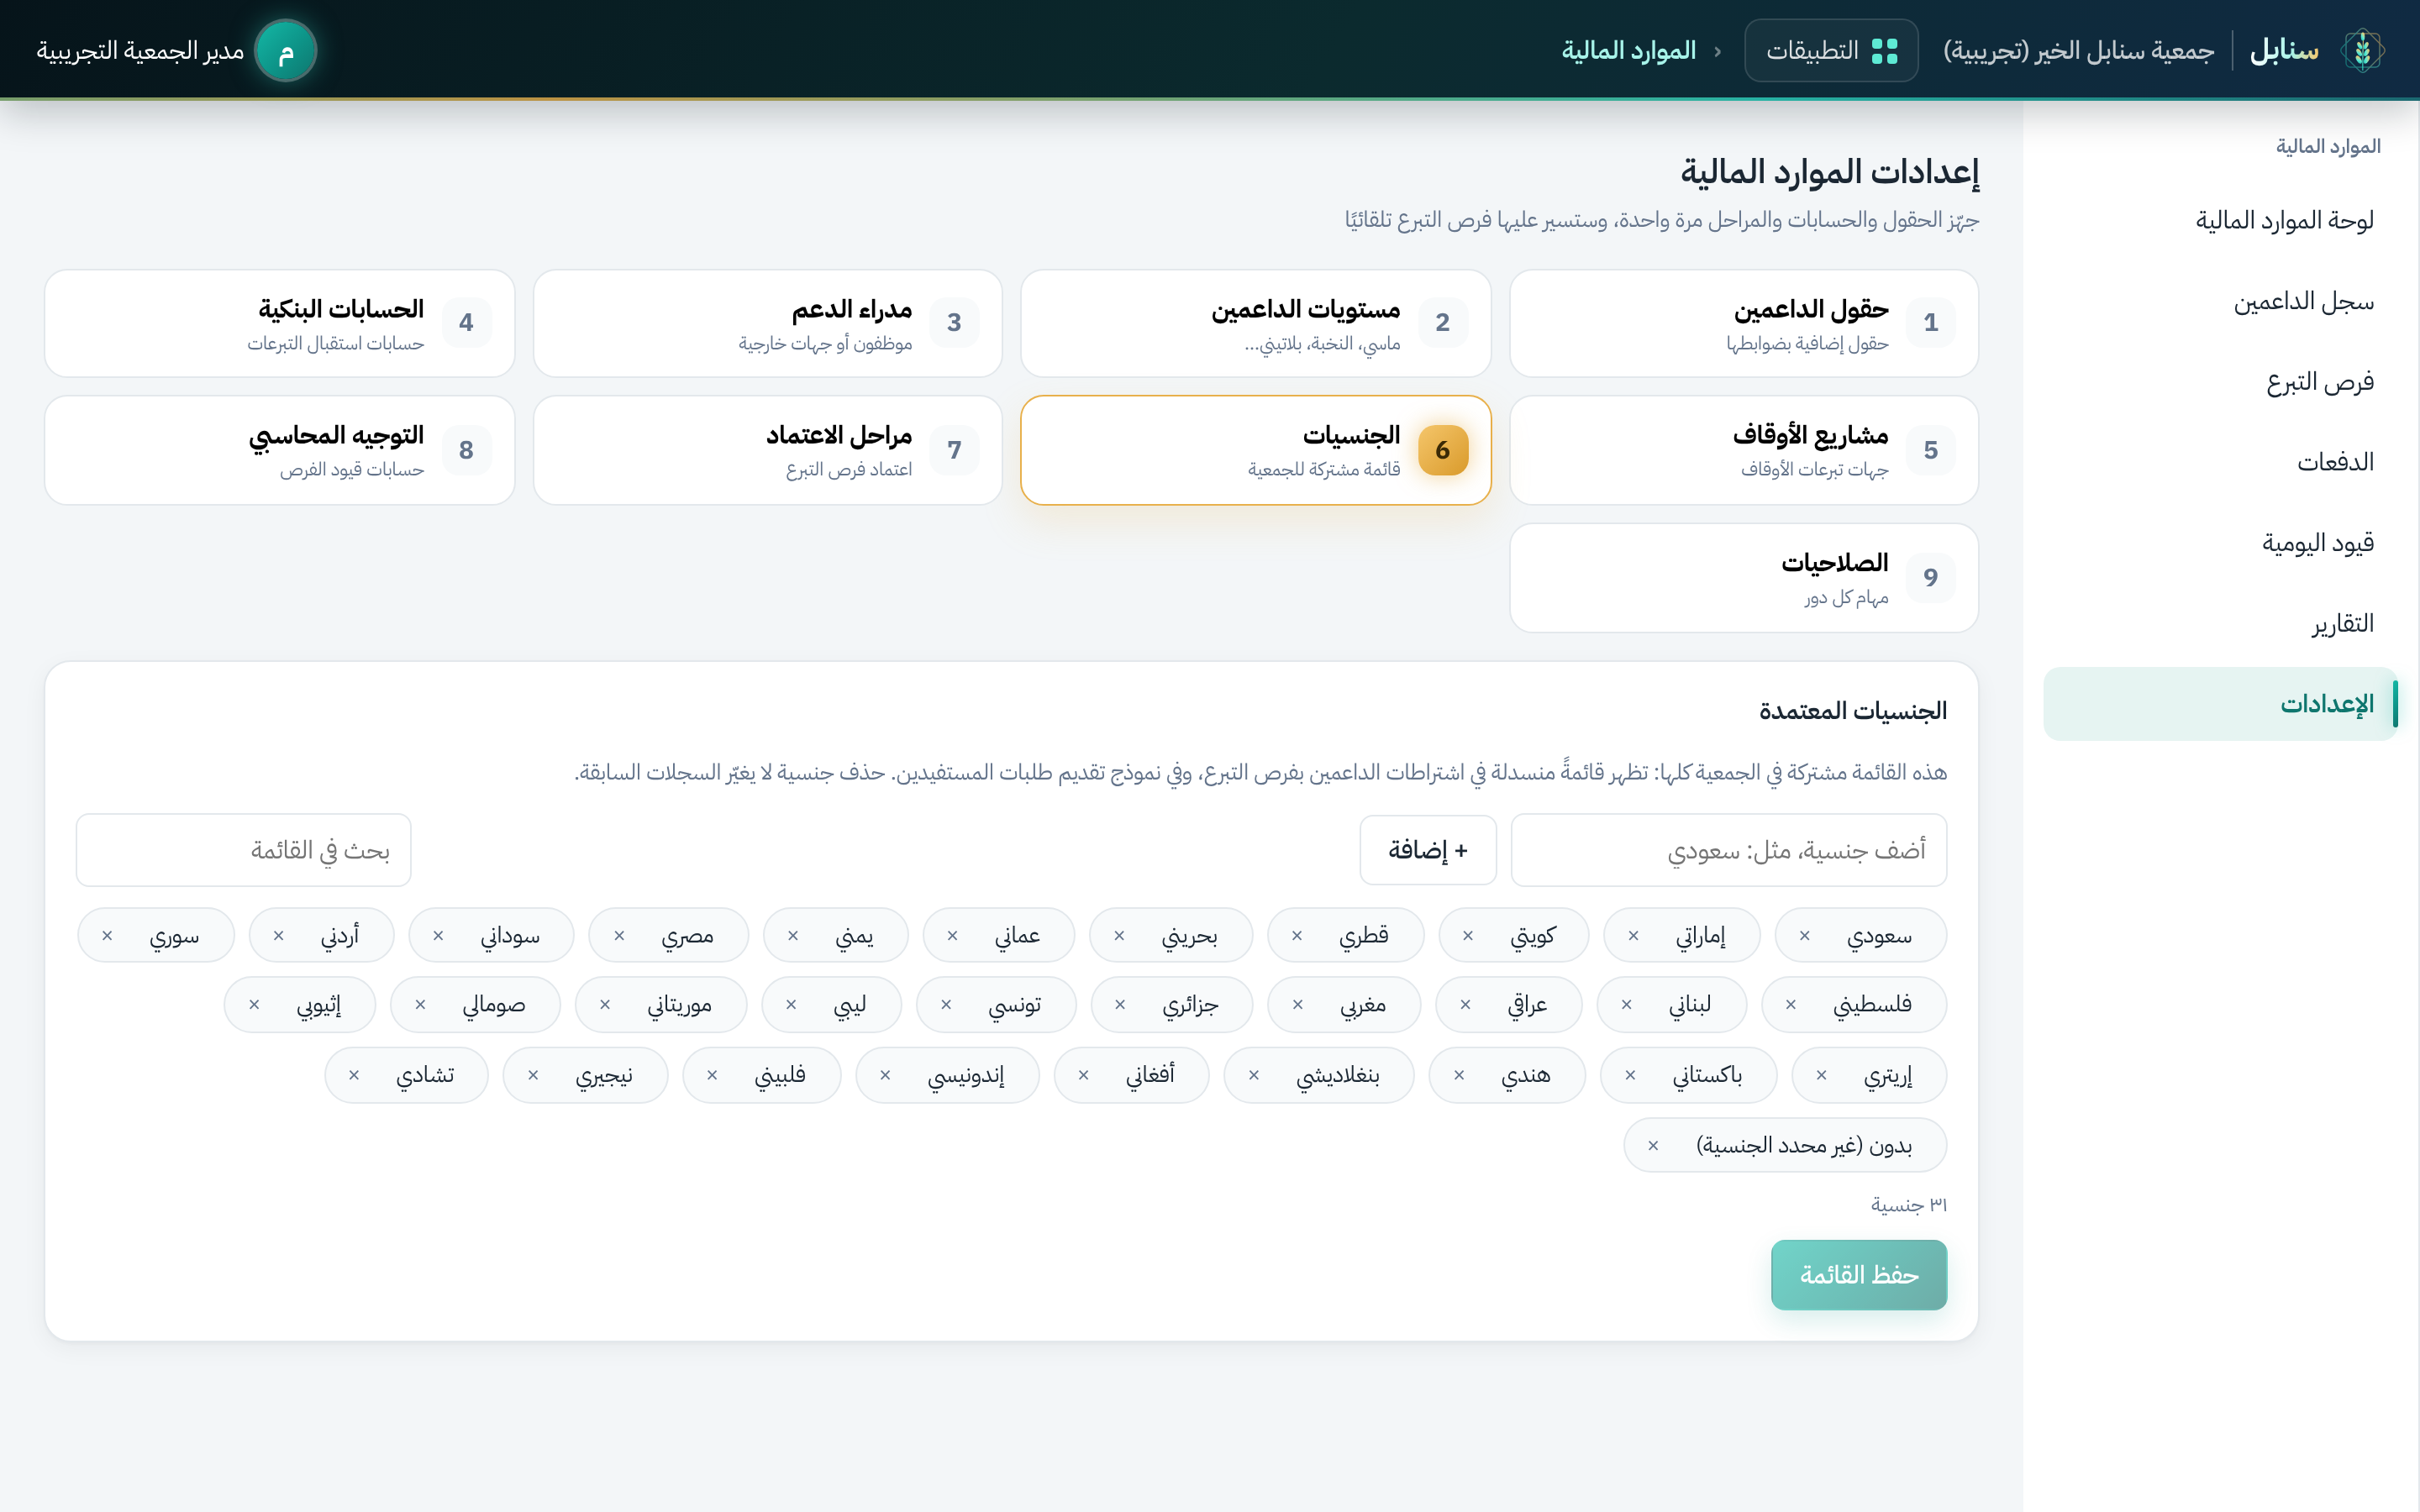 سنابل
جمعية سنابل الخير (تجريبية)
التطبيقات
الموارد المالية
م
مدير الجمعية التجريبية
الموارد المالية
لوحة الموارد المالية
سجل الداعمين
فرص التبرع
الدفعات
قيود اليومية
التقارير
الإعدادات
إعدادات الموارد المالية
جهّز الحقول والحسابات والمراحل مرة واحدة، وستسير عليها فرص التبرع تلقائيًا
1
حقول الداعمين
حقول إضافية بضوابطها
2
مستويات الداعمين
ماسي، النخبة، بلاتيني...
3
مدراء الدعم
موظفون أو جهات خارجية
4
الحسابات البنكية
حسابات استقبال التبرعات
5
مشاريع الأوقاف
جهات تبرعات الأوقاف
6
الجنسيات
قائمة مشتركة للجمعية
7
مراحل الاعتماد
اعتماد فرص التبرع
8
التوجيه المحاسبي
حسابات قيود الفرص
9
الصلاحيات
مهام كل دور
الجنسيات المعتمدة
هذه القائمة مشتركة في الجمعية كلها: تظهر قائمةً منسدلة في اشتراطات الداعمين بفرص التبرع، وفي نموذج تقديم طلبات المستفيدين. حذف جنسية لا يغيّر السجلات السابقة.
أضف جنسية، مثل: سعودي
+ إضافة
بحث في القائمة
سعودي × إماراتي × كويتي × قطري × بحريني × عماني × يمني × مصري × سوداني × أردني × سوري ×
فلسطيني × لبناني × عراقي × مغربي × جزائري × تونسي × ليبي × موريتاني × صومالي × إثيوبي ×
إريتري × باكستاني × هندي × بنغلاديشي × أفغاني × إندونيسي × فلبيني × نيجيري × تشادي ×
بدون (غير محدد الجنسية) ×
٣١ جنسية
حفظ القائمة